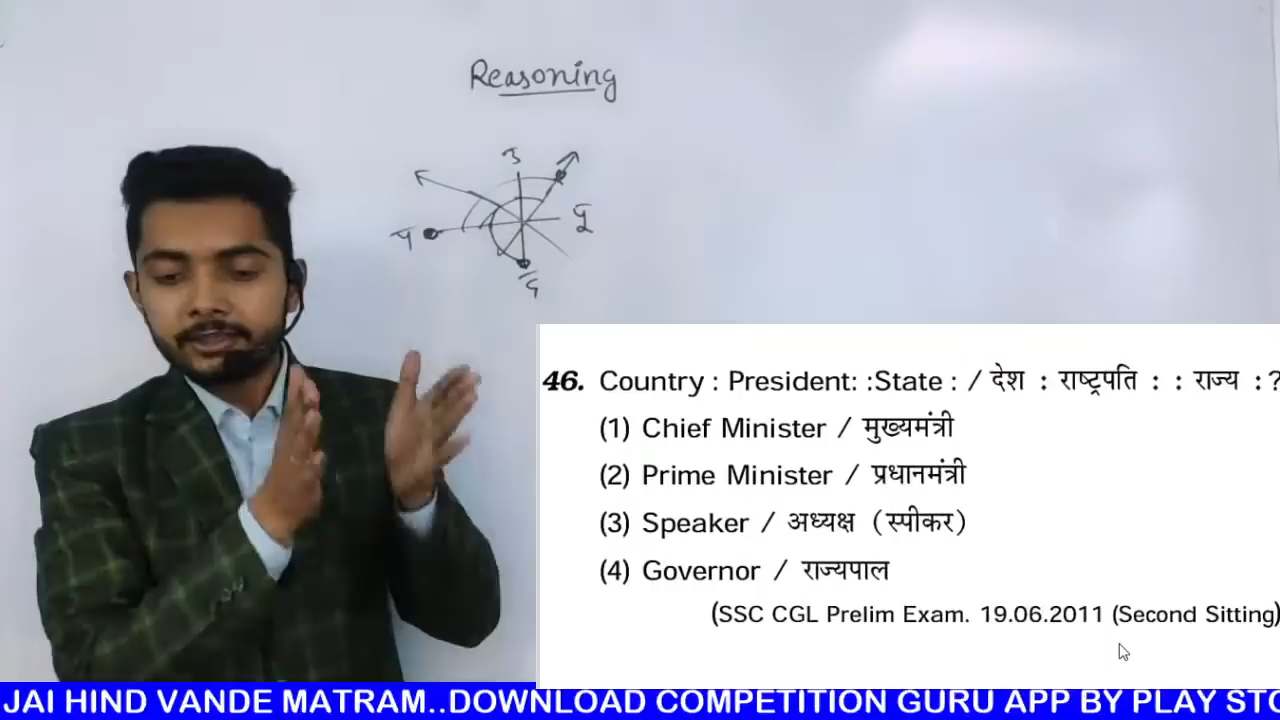 Reasoning
उ
पू
प
द
46. Country : President: :State : / देश : राष्ट्रपति : : राज्य :?
(1) Chief Minister / मुख्यमंत्री
(2) Prime Minister / प्रधानमंत्री
(3) Speaker / अध्यक्ष (स्पीकर)
(4) Governor / राज्यपाल
(SSC CGL Prelim Exam. 19.06.2011 (Second Sitting)
JAI HIND VANDE MATRAM..DOWNLOAD COMPETITION GURU APP BY PLAY STO